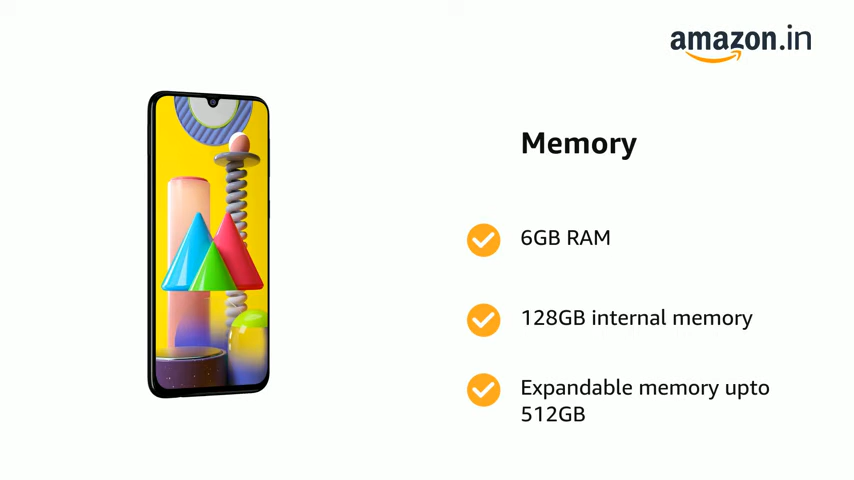 amazon.in
Memory
6GB RAM
128GB internal memory
Expandable memory upto
512GB